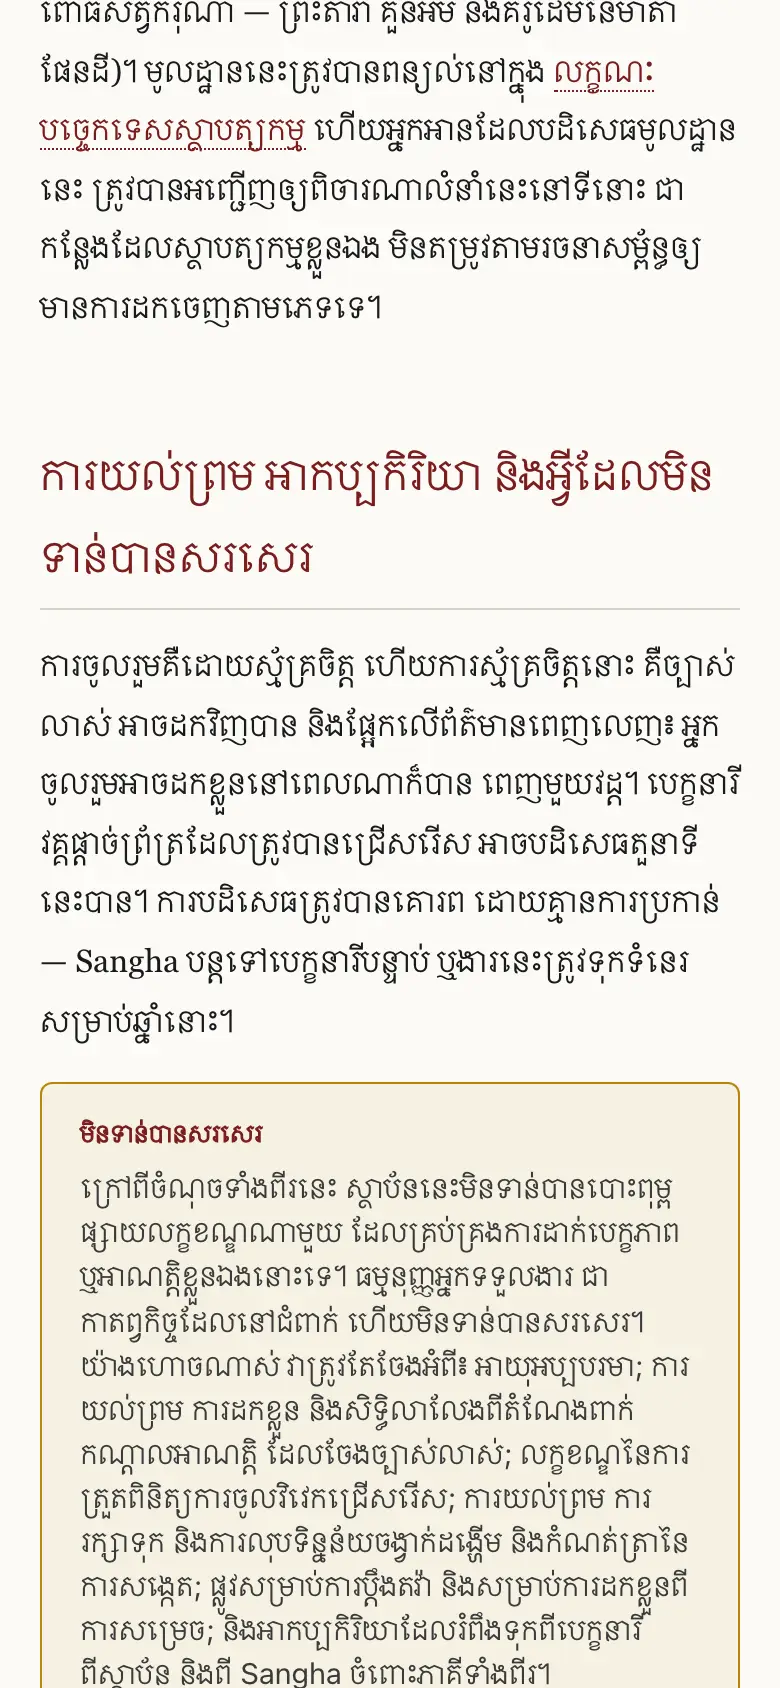 ពោធិសត្វករុណា — ព្រះតារា គួនអ៊ីម និងគរូដើមនៃមាតា
ផែនដី)។ មូលដ្ឋាននេះត្រូវបានពន្យល់នៅក្នុង លក្ខណៈ
បច្ចេកទេសស្ថាបត្យកម្ម ហើយអ្នកអានដែលបដិសេធមូលដ្ឋាន
នេះ ត្រូវបានអញ្ជើញឲ្យពិចារណាលំនាំនេះនៅទីនោះ ជា
កន្លែងដែលស្ថាបត្យកម្មខ្លួនឯង មិនតម្រូវតាមរចនាសម្ព័ន្ធឲ្យ
មានការដកចេញតាមភេទទេ។
ការយល់ព្រម អាកប្បកិរិយា និងអ្វីដែលមិន
ទាន់បានសរសេរ
ការចូលរួមគឺដោយស្ម័គ្រចិត្ត ហើយការស្ម័គ្រចិត្តនោះ គឺច្បាស់
លាស់ អាចដកវិញបាន និងផ្អែកលើព័ត៌មានពេញលេញ៖ អ្នក
ចូលរួមអាចដកខ្លួននៅពេលណាក៏បាន ពេញមួយវដ្ត។ បេក្ខនារី
វគ្គផ្តាច់ព្រ័ត្រដែលត្រូវបានជ្រើសរើស អាចបដិសេធតួនាទី
នេះបាន។ ការបដិសេធត្រូវបានគោរព ដោយគ្មានការប្រកាន់
— Sangha បន្តទៅបេក្ខនារីបន្ទាប់ ឬងារនេះត្រូវទុកទំនេរ
សម្រាប់ឆ្នាំនោះ។
មិនទាន់បានសរសេរ
ក្រៅពីចំណុចទាំងពីរនេះ ស្ថាប័ននេះមិនទាន់បានបោះពុម្ព
ផ្សាយលក្ខខណ្ឌណាមួយ ដែលគ្រប់គ្រងការដាក់បេក្ខភាព
ឬអាណត្តិខ្លួនឯងនោះទេ។ ធម្មនុញ្ញអ្នកទទួលងារ ជា
កាតព្វកិច្ចដែលនៅជំពាក់ ហើយមិនទាន់បានសរសេរ។
យ៉ាងហោចណាស់ វាត្រូវតែចែងអំពី៖ អាយុអប្បបរមា; ការ
យល់ព្រម ការដកខ្លួន និងសិទ្ធិលាលែងពីតំណែងពាក់
កណ្តាលអាណត្តិ ដែលចែងច្បាស់លាស់; លក្ខខណ្ឌនៃការ
ត្រួតពិនិត្យការចូលវិវេកជ្រើសរើស; ការយល់ព្រម ការ
រក្សាទុក និងការលុបទិន្នន័យចង្វាក់ដង្ហើម និងកំណត់ត្រានៃ
ការសង្កេត; ផ្លូវសម្រាប់ការប្តឹងតវ៉ា និងសម្រាប់ការដកខ្លួនពី
ការសម្រេច; និងអាកប្បកិរិយាដែលរំពឹងទុកពីបេក្ខនារី
ពីស្ថាប័ន និងពី Sangha ចំពោះភាគីទាំងពីរ។